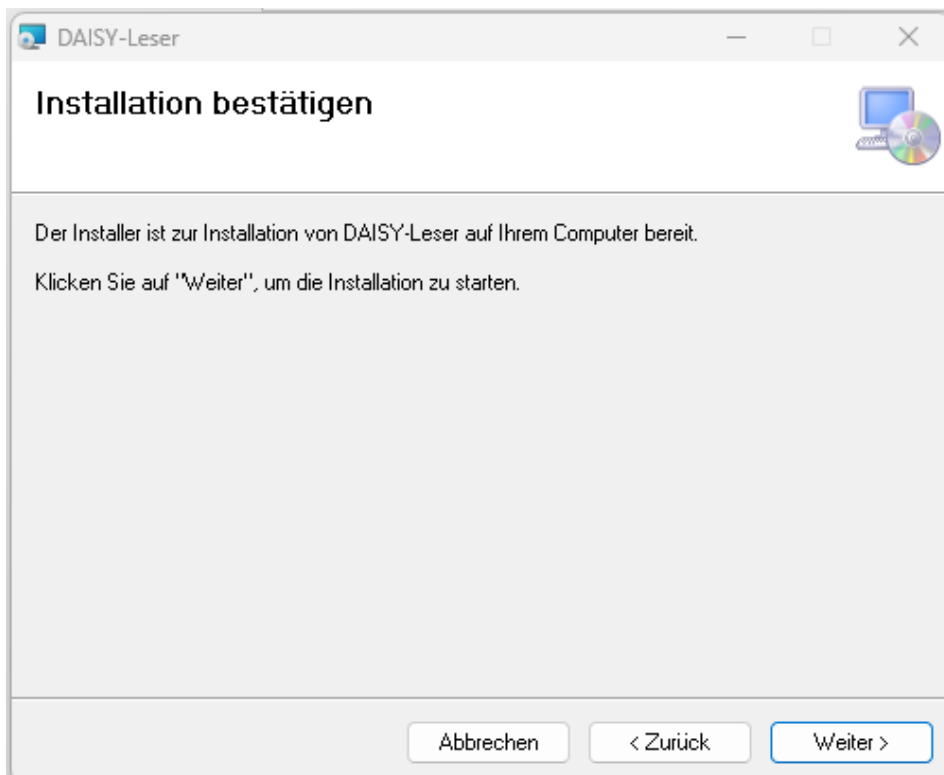 DAISY-Leser
Installation bestätigen
Der Installer ist zur Installation von DAISY-Leser auf Ihrem Computer bereit.
Klicken Sie auf "Weiter", um die Installation zu starten.
Abbrechen
< Zurück
Weiter >